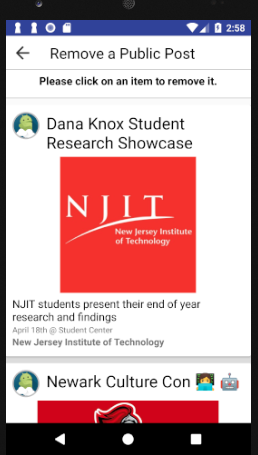 2:58
Remove a Public Post
Please click on an item to remove it.
Dana Knox Student
Research Showcase
NJIT
New Jersey Institute
of Technology
NJIT students present their end of year
research and findings
April 18th @ Student Center
New Jersey Institute of Technology
Newark Culture Con 👩‍💻 🤖